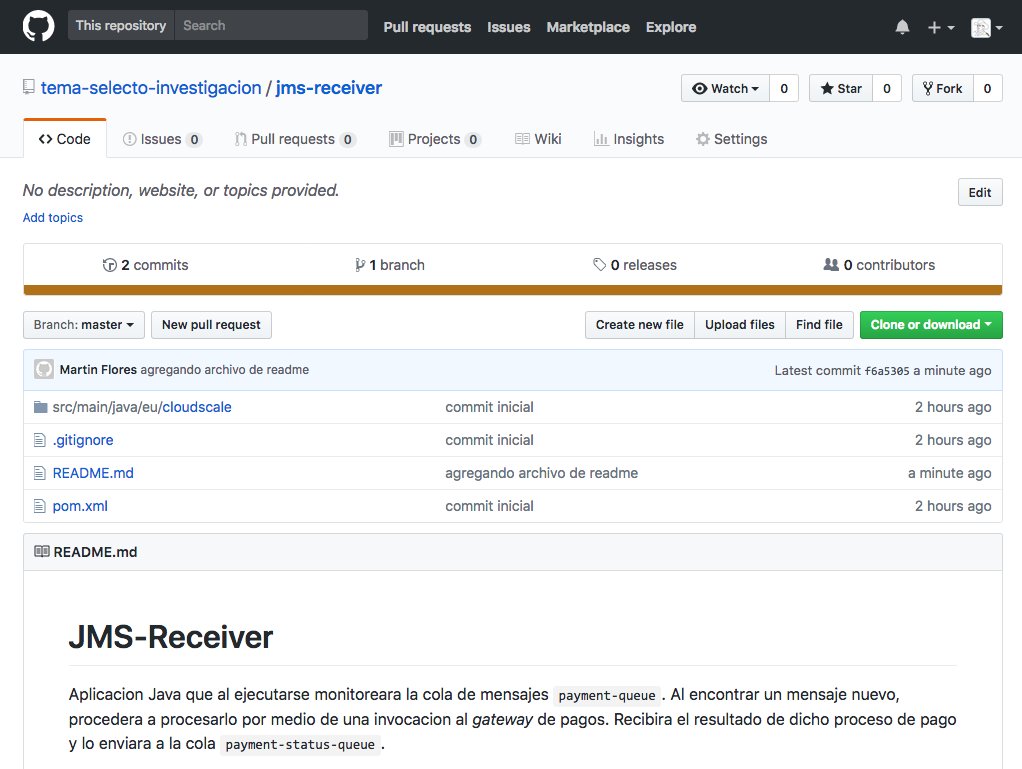 This repository Search Pull requests Issues Marketplace Explore
tema-selecto-investigacion / jms-receiver Watch 0 Star 0 Fork 0
Code Issues 0 Pull requests 0 Projects 0 Wiki Insights Settings
No description, website, or topics provided. Edit
Add topics
2 commits 1 branch 0 releases 0 contributors
Branch: master New pull request Create new file Upload files Find file Clone or download
Martin Flores agregando archivo de readme Latest commit f6a5305 a minute ago
src/main/java/eu/cloudscale commit inicial 2 hours ago
.gitignore commit inicial 2 hours ago
README.md agregando archivo de readme a minute ago
pom.xml commit inicial 2 hours ago
README.md
JMS-Receiver
Aplicacion Java que al ejecutarse monitoreara la cola de mensajes payment-queue. Al encontrar un mensaje nuevo,
procedera a procesarlo por medio de una invocacion al gateway de pagos. Recibira el resultado de dicho proceso de pago
y lo enviara a la cola payment-status-queue.